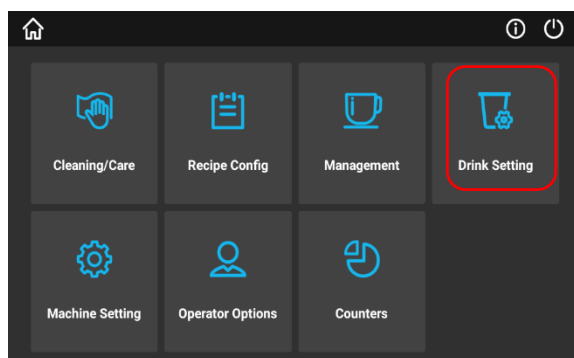 Cleaning/Care
Recipe Config
Management
Drink Setting
Machine Setting
Operator Options
Counters